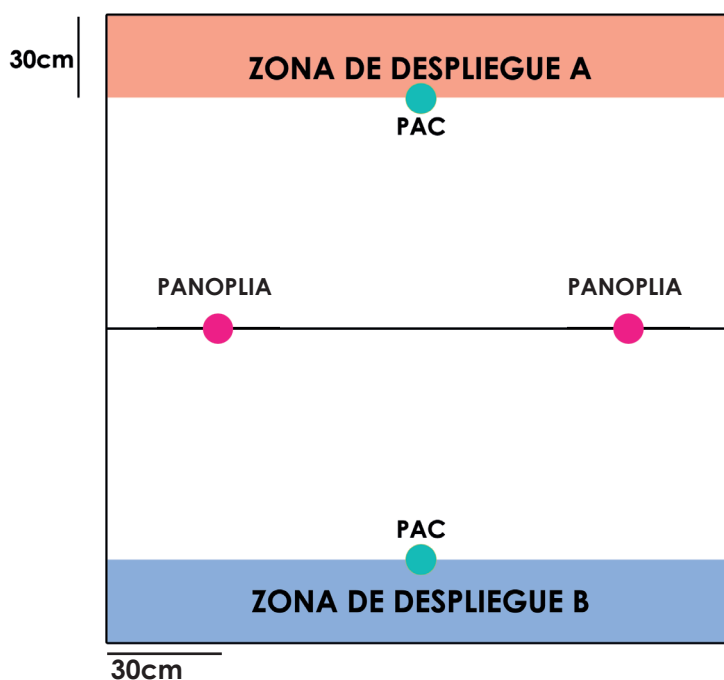 30cm
ZONA DE DESPLIEGUE A
PAC
PANOPLIA
PANOPLIA
PAC
ZONA DE DESPLIEGUE B
30cm